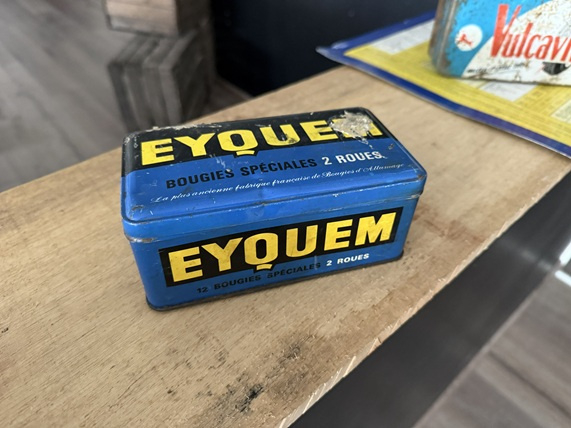 EYQUEM
BOUGIES SPÉCIALES 2 ROUES
La plus ancienne fabrique française de Bougies d'Allumage
EYQUEM
12 BOUGIES SPÉCIALES 2 ROUES
Vulcavi